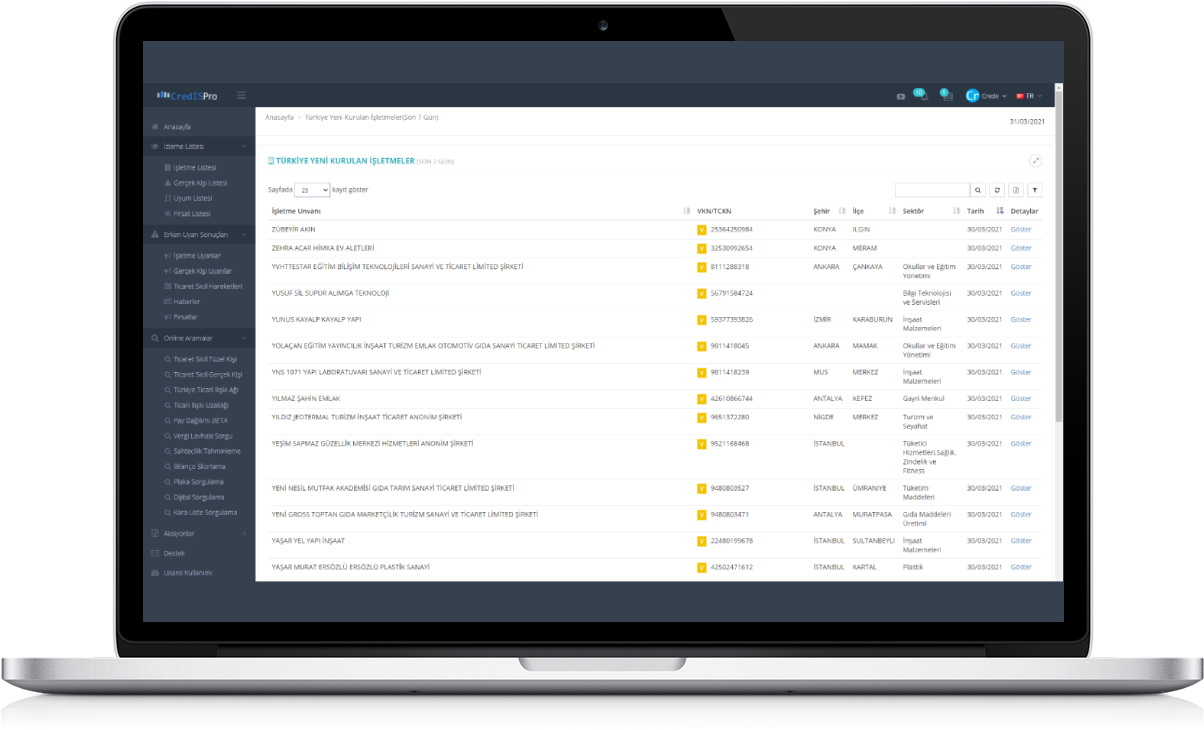 CredISPro
10
5
Crede
TR
Anasayfa
İzleme Listesi
İşletme Listesi
Gerçek Kişi Listesi
Uyum Listesi
Fırsat Listesi
Erken Uyarı Sonuçları
İşletme Uyarılar
Gerçek Kişi Uyarılar
Ticaret Sicil Hareketleri
Haberler
Fırsatlar
Online Aramalar
Ticaret Sicil Tüzel Kişi
Ticaret Sicil Gerçek Kişi
Türkiye Ticari İlişki Ağı
Ticari İlişki Uzaklığı
Pay Dağılımı BETA
Vergi Levhası Sorgu
Sahtecilik Tahminleme
Bilanço Skorlama
Plaka Sorgulama
Dijital Sorgulama
Kara Liste Sorgulama
Aksiyonlar
Destek
Lisans Kullanımı
Anasayfa - Türkiye Yeni Kurulan İşletmeler(Son 7 Gün)
31/03/2021
TÜRKİYE YENİ KURULAN İŞLETMELER (SON 7 GÜN)
Sayfada 25 kayıt göster
İşletme Unvanı VKN/TCKN Şehir İlçe Sektör Tarih Detaylar
ZÜBEYİR AKIN V 25364250984 KONYA ILGIN 30/03/2021 Göster
ZEHRA ACAR HİMKA EV ALETLERİ V 32530992654 KONYA MERAM 30/03/2021 Göster
YVHTTESTAR EĞİTİM BİLİŞİM TEKNOLOJİLERİ SANAYİ VE TİCARET LİMİTED ŞİRKETİ V 8111288318 ANKARA ÇANKAYA Okullar ve Eğitim 30/03/2021 Göster
Yönetimi
YUSUF SİL SÜPÜR ALIMGA TEKNOLOJİ V 56791584724 Bilgi Teknolojisi 30/03/2021 Göster
ve Servisleri
YUNUS KAYALP KAYALP YAPI V 59377393826 İZMİR KARABURUN İnşaat 30/03/2021 Göster
Malzemeleri
YOLAÇAN EĞİTİM YAYINCILIK İNŞAAT TURİZM EMLAK OTOMOTİV GIDA SANAYİ TİCARET LİMİTED ŞİRKETİ V 9811418045 ANKARA MAMAK Okullar ve Eğitim 30/03/2021 Göster
Yönetimi
YNS 1071 YAPI LABORATUVARI SANAYİ VE TİCARET LİMİTED ŞİRKETİ V 9811418239 MUS MERKEZ İnşaat 30/03/2021 Göster
Malzemeleri
YILMAZ ŞAHİN EMLAK V 42610866744 ANTALYA KEPEZ Gayri Menkul 30/03/2021 Göster
YILDIZ JEOTERMAL TURİZM İNŞAAT TİCARET ANONİM ŞİRKETİ V 9651372280 NİGDE MERKEZ Turizm ve 30/03/2021 Göster
Seyahat
YEŞİM SAPMAZ GÜZELLİK MERKEZİ HİZMETLERİ ANONİM ŞİRKETİ V 9521168468 İSTANBUL Tüketici 30/03/2021 Göster
Hizmetleri,Sağlık,
Zindelik ve
Fitness
YENİ NESİL MUTFAK AKADEMİSİ GIDA TARIM SANAYİ TİCARET LİMİTED ŞİRKETİ V 9480803527 İSTANBUL ÜMRANIYE Tüketim 30/03/2021 Göster
Maddeleri
YENİ GROSS TOPTAN GIDA MARKETÇİLİK TURİZM SANAYİ VE TİCARET LİMİTED ŞİRKETİ V 9480803471 ANTALYA MURATPASA Gıda Maddeleri 30/03/2021 Göster
Üretimi
YAŞAR YEL YAPI İNŞAAT V 22480199678 İSTANBUL SULTANBEYLI İnşaat 30/03/2021 Göster
Malzemeleri
YAŞAR MURAT ERSÖZLÜ ERSÖZLÜ PLASTİK SANAYİ V 42502471612 İSTANBUL KARTAL Plastik 30/03/2021 Göster